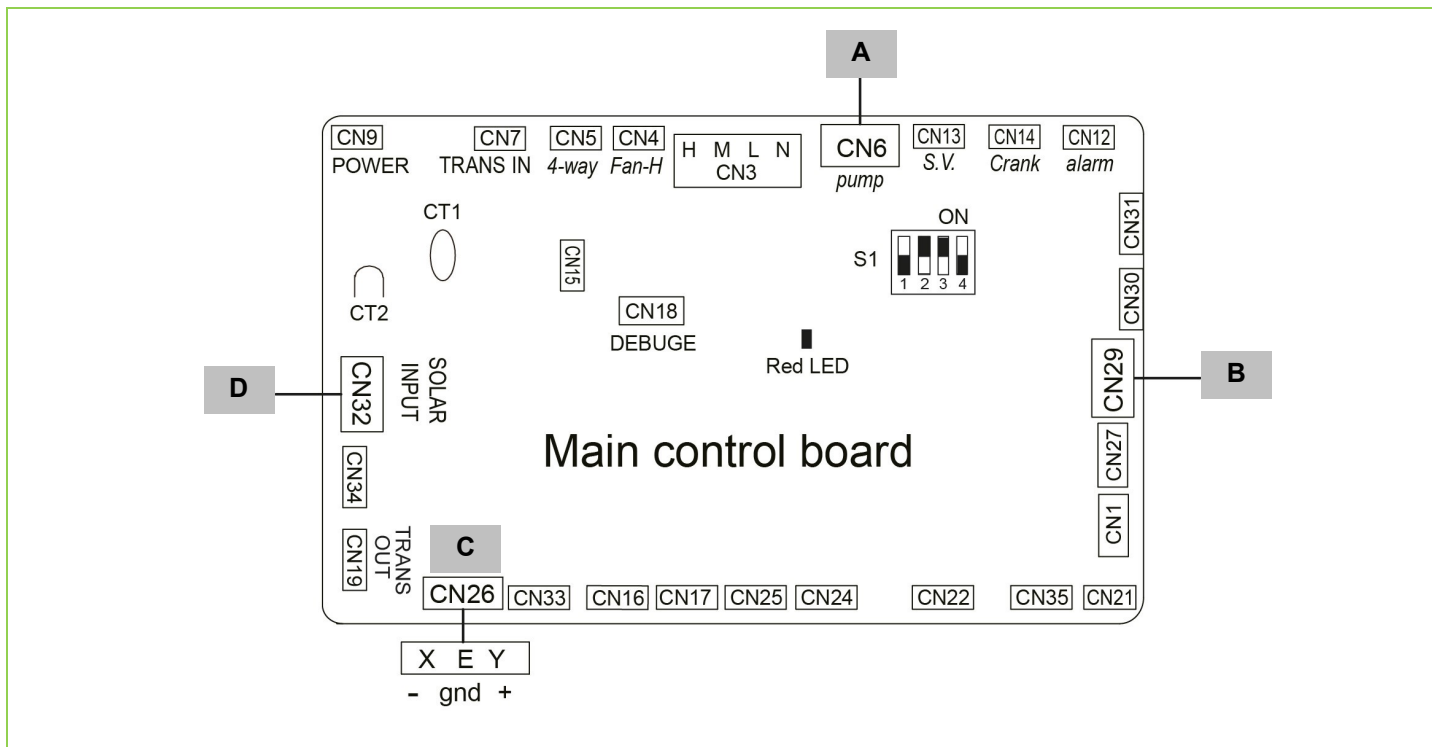 A
CN9 CN7 CN5 CN4 H M L N CN6 CN13 CN14 CN12
POWER TRANS IN 4-way Fan-H CN3 pump S.V. Crank alarm
CT1
ON
CN31
S1
CN15
1 2 3 4
CN30
CT2
CN18
DEBUGE
Red LED
D
CN32
SOLAR
INPUT
CN29
B
Main control board
CN27
CN34
CN1
CN19
TRANS
OUT
C
CN26 CN33 CN16 CN17 CN25 CN24 CN22 CN35 CN21
X E Y
- gnd +